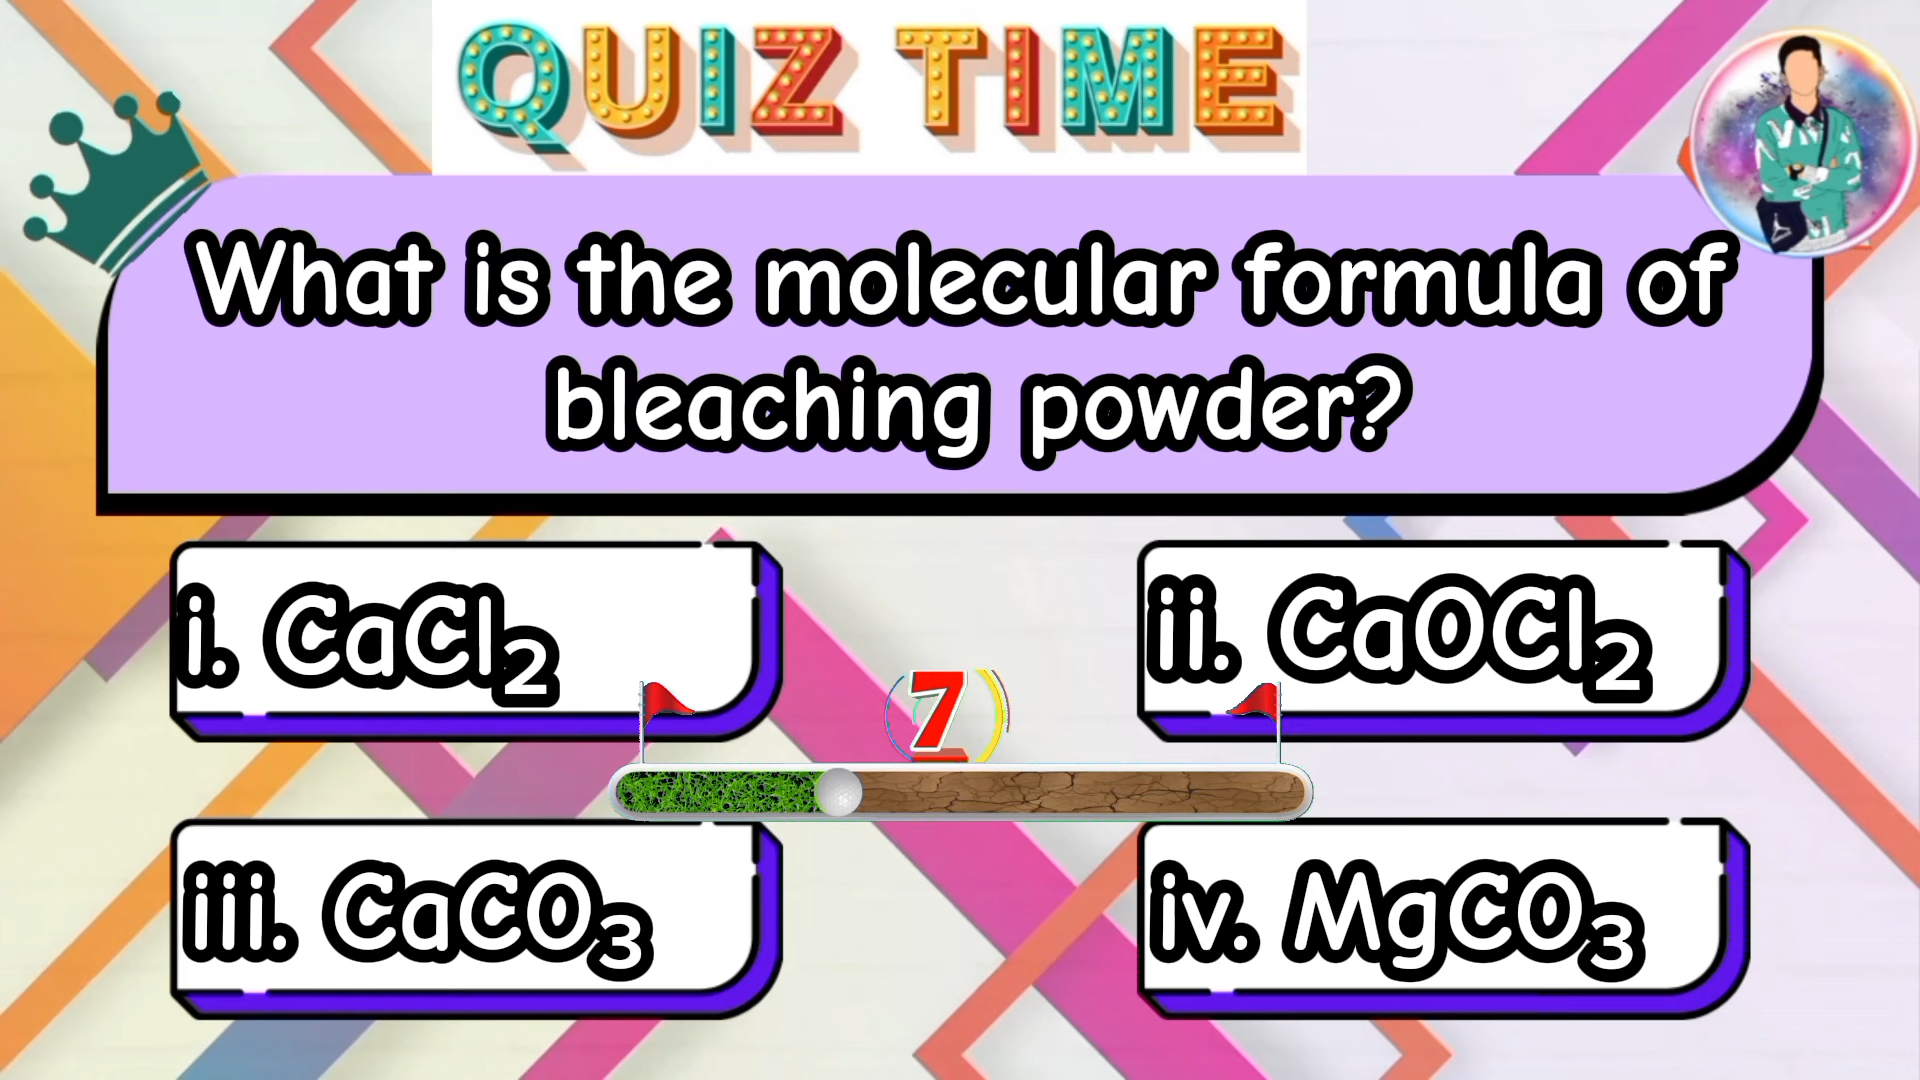 QUIZ TIME
What is the molecular formula of
bleaching powder?
i. CaCl₂
ii. CaOCl₂
7
iii. CaCO₃
iv. MgCO₃